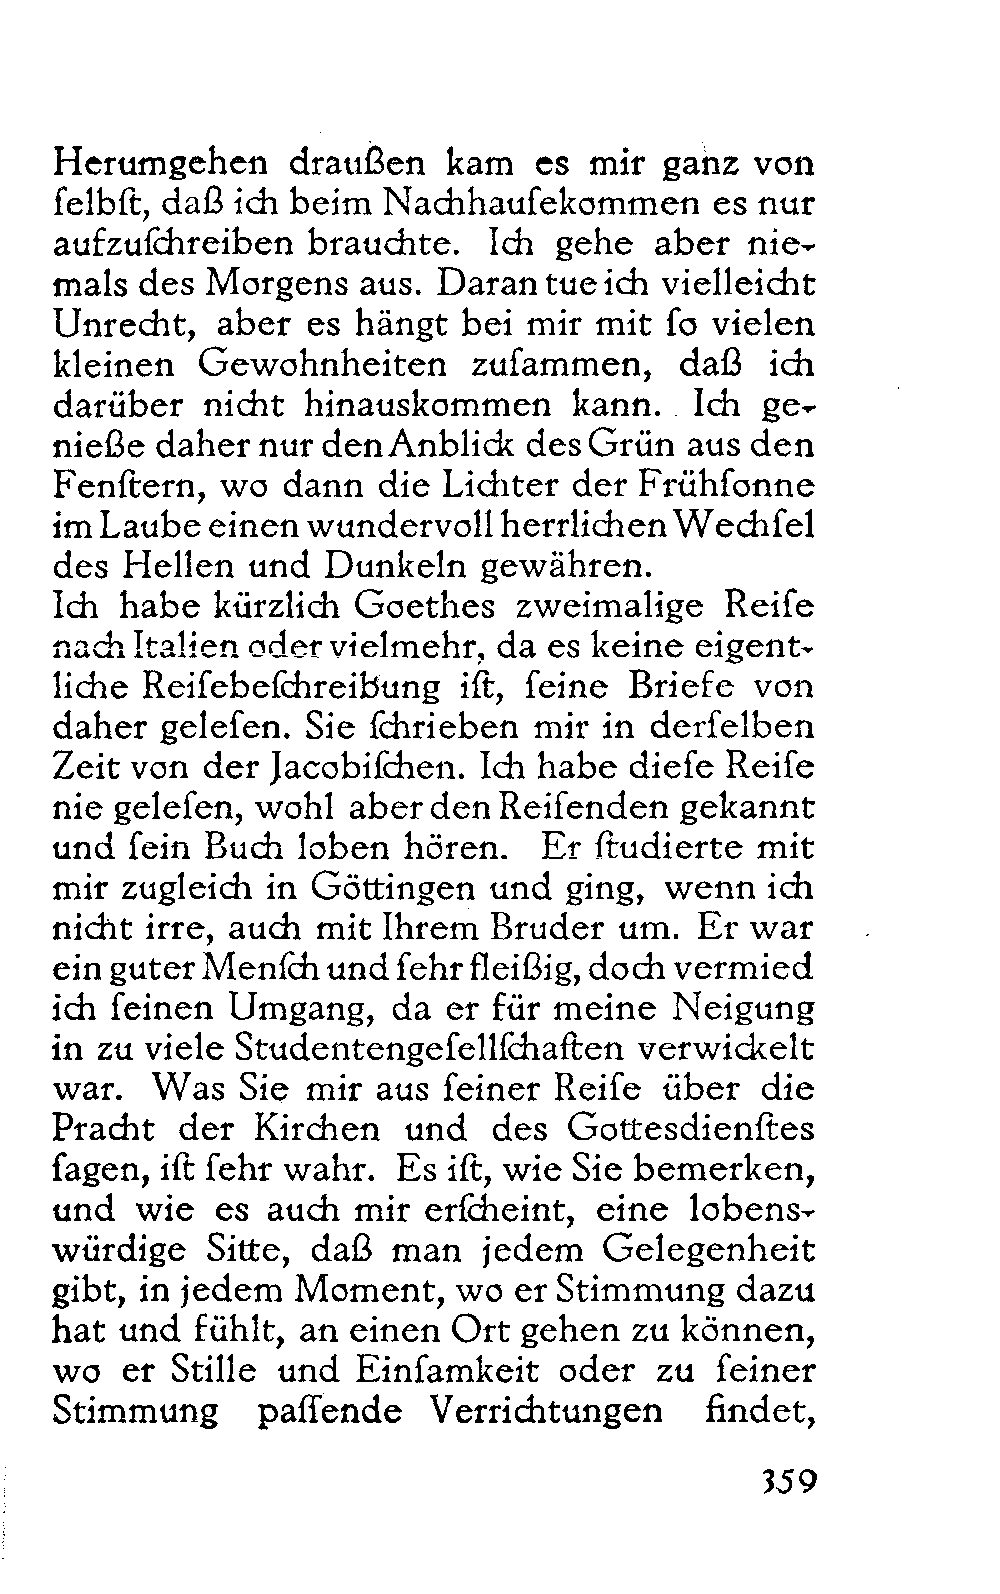 Herumgehen draußen kam es mir ganz von
ſelbſt, daß ich beim Nachhauſekommen es nur
aufzuſchreiben brauchte. Ich gehe aber nie-
mals des Morgens aus. Daran tue ich vielleicht
Unrecht, aber es hängt bei mir mit ſo vielen
kleinen Gewohnheiten zuſammen, daß ich
darüber nicht hinauskommen kann. Ich ge-
nieße daher nur den Anblick des Grün aus den
Fenſtern, wo dann die Lichter der Frühſonne
im Laube einen wundervoll herrlichen Wechſel
des Hellen und Dunkeln gewähren.
Ich habe kürzlich Goethes zweimalige Reiſe
nach Italien oder vielmehr, da es keine eigent-
liche Reiſebeſchreibung iſt, ſeine Briefe von
daher geleſen. Sie ſchrieben mir in derſelben
Zeit von der Jacobiſchen. Ich habe dieſe Reiſe
nie geleſen, wohl aber den Reiſenden gekannt
und ſein Buch loben hören. Er ſtudierte mit
mir zugleich in Göttingen und ging, wenn ich
nicht irre, auch mit Ihrem Bruder um. Er war
ein guter Menſch und ſehr fleißig, doch vermied
ich ſeinen Umgang, da er für meine Neigung
in zu viele Studentengeſellſchaften verwickelt
war. Was Sie mir aus ſeiner Reiſe über die
Pracht der Kirchen und des Gottesdienſtes
ſagen, iſt ſehr wahr. Es iſt, wie Sie bemerken,
und wie es auch mir erſcheint, eine lobens-
würdige Sitte, daß man jedem Gelegenheit
gibt, in jedem Moment, wo er Stimmung dazu
hat und fühlt, an einen Ort gehen zu können,
wo er Stille und Einſamkeit oder zu ſeiner
Stimmung paſſende Verrichtungen findet,
359